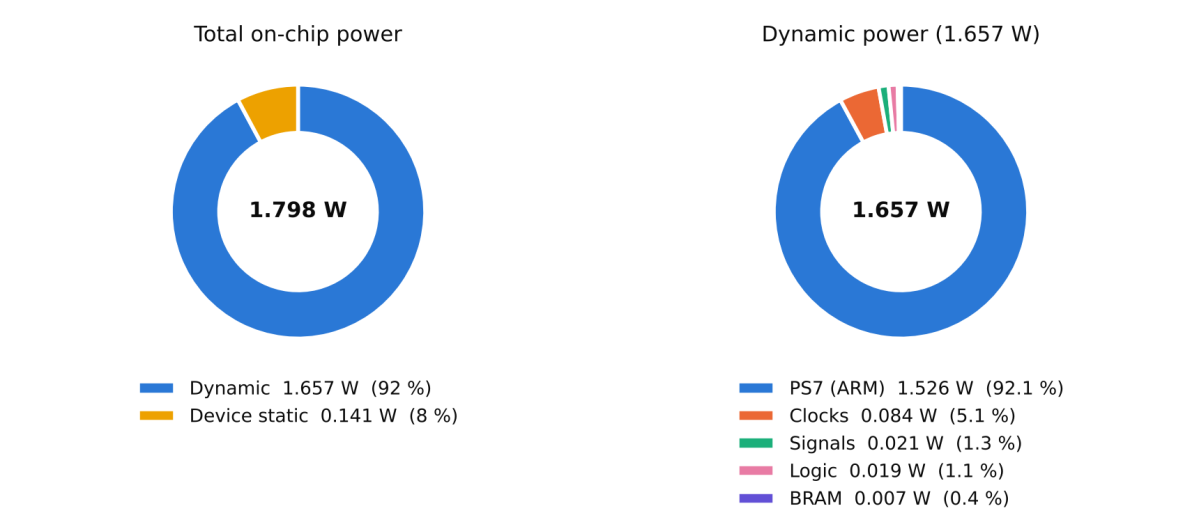 Total on-chip power
1.798 W
Dynamic 1.657 W (92 %)
Device static 0.141 W (8 %)
Dynamic power (1.657 W)
1.657 W
PS7 (ARM) 1.526 W (92.1 %)
Clocks 0.084 W (5.1 %)
Signals 0.021 W (1.3 %)
Logic 0.019 W (1.1 %)
BRAM 0.007 W (0.4 %)